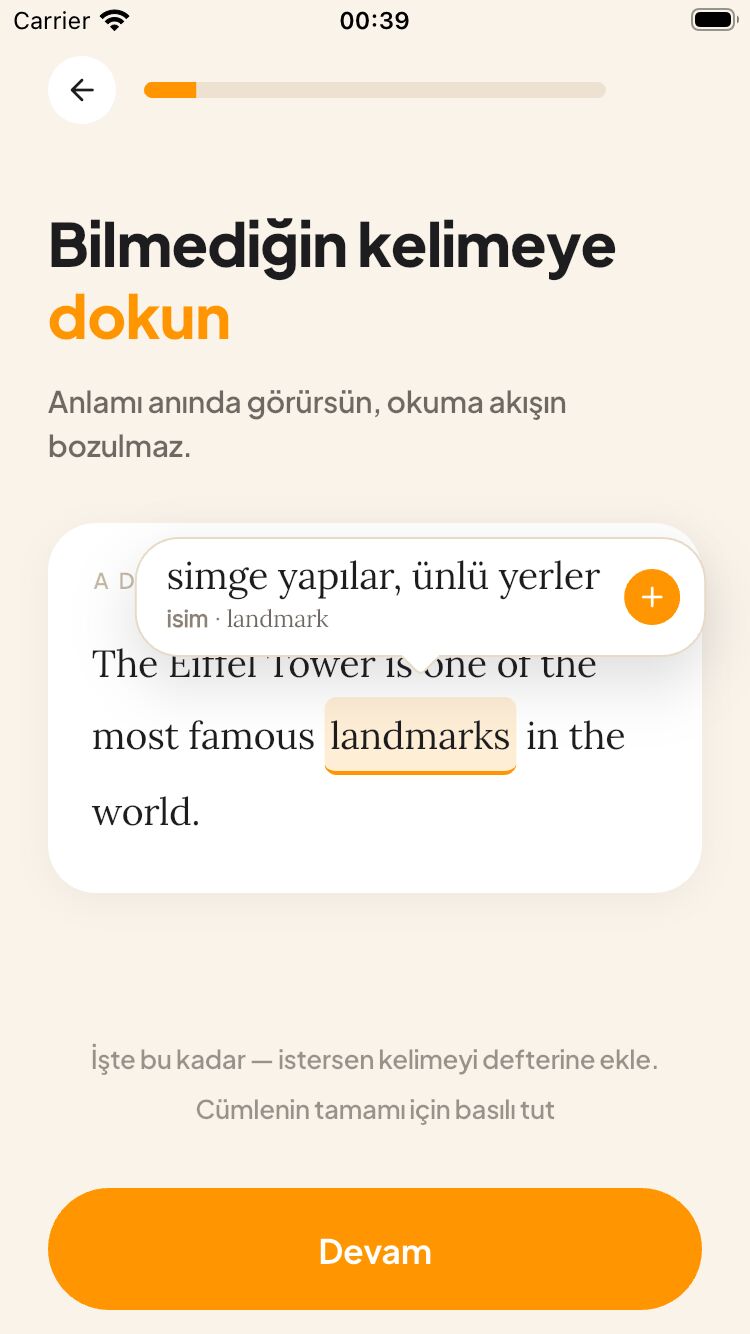 Carrier
00:39
Bilmediğin kelimeye
dokun
Anlamı anında görürsün, okuma akışın
bozulmaz.
simge yapılar, ünlü yerler
isim · landmark
The Eiffel Tower is one of the
most famous landmarks in the
world.
İşte bu kadar — istersen kelimeyi defterine ekle.
Cümlenin tamamı için basılı tut
Devam